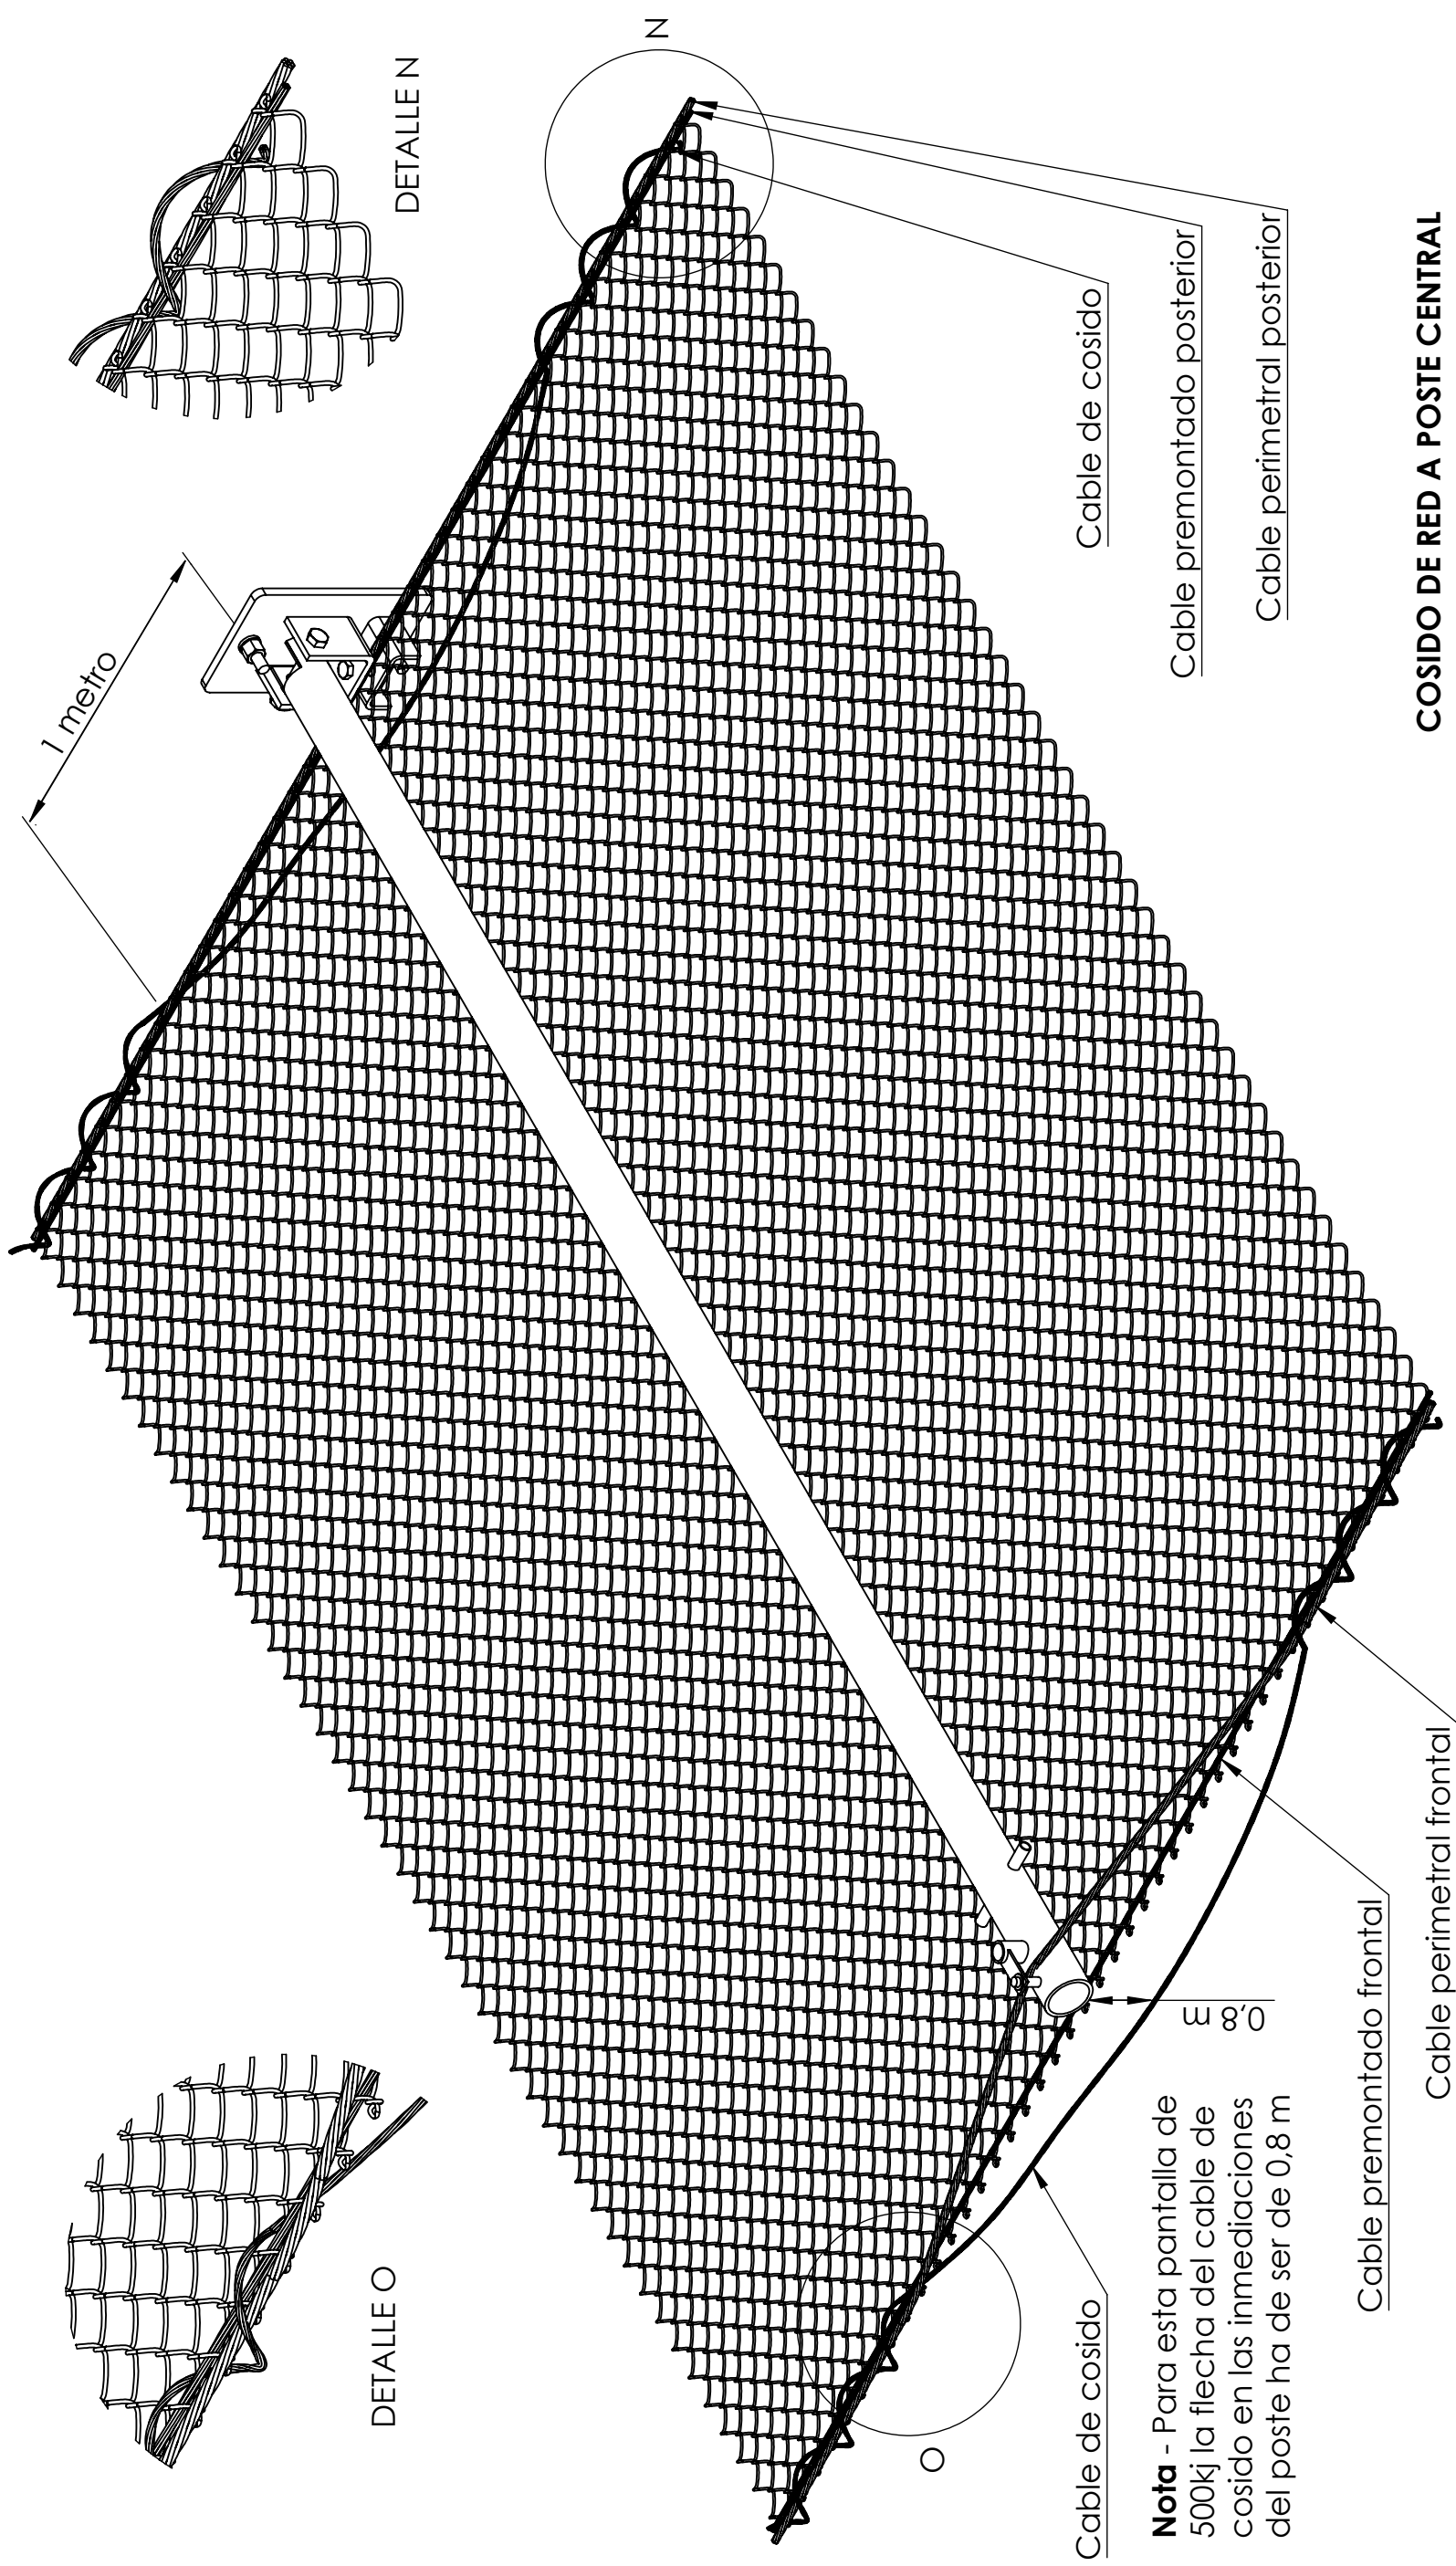 DETALLE O
DETALLE N
1 metro
N
O
Cable de cosido
Nota - Para esta pantalla de
500kj la flecha del cable de
cosido en las inmediaciones
del poste ha de ser de 0,8 m
0,8 m
Cable premontado frontal
Cable perimetral frontal
Cable de cosido
Cable premontado posterior
Cable perimetral posterior
COSIDO DE RED A POSTE CENTRAL